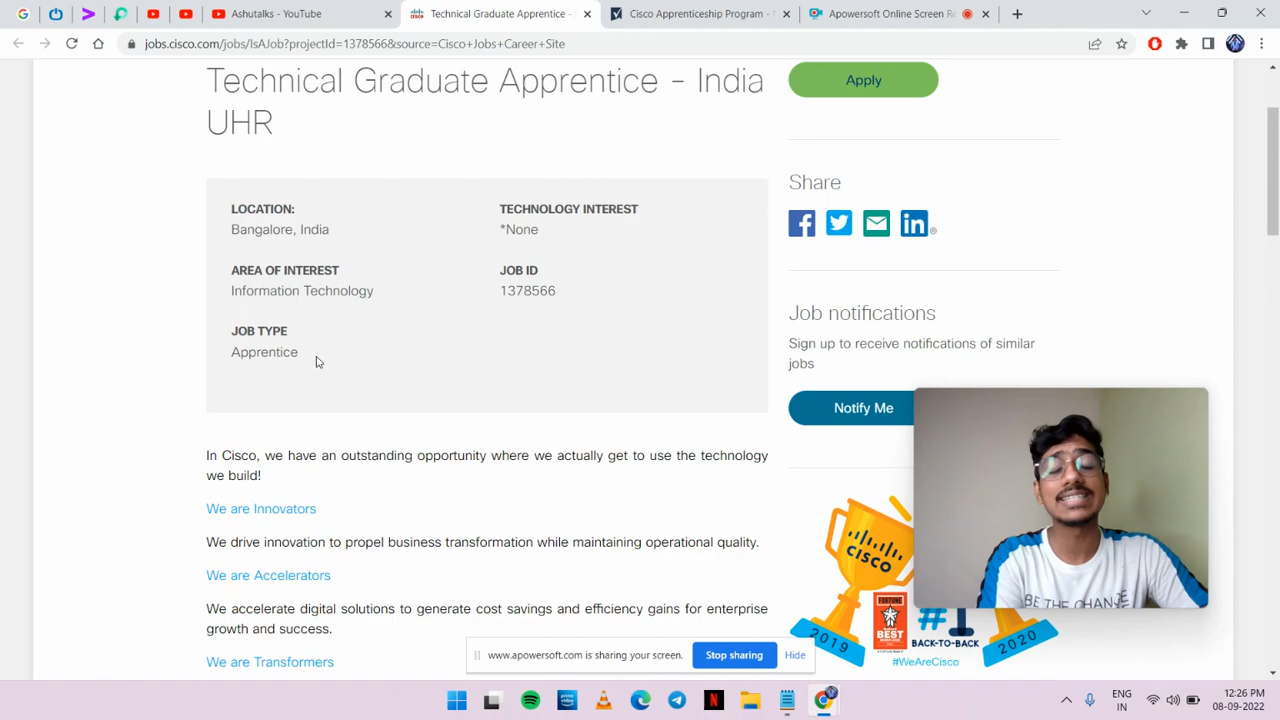 Ashutalks - YouTube
Technical Graduate Apprentice -
Cisco Apprenticeship Program -
Apowersoft Online Screen Re
jobs.cisco.com/jobs/IsAJob?projectId=1378566&source=Cisco+Jobs+Career+Site
Technical Graduate Apprentice - India
UHR
Apply
LOCATION:
Bangalore, India
TECHNOLOGY INTEREST
*None
AREA OF INTEREST
Information Technology
JOB ID
1378566
JOB TYPE
Apprentice
Share
Job notifications
Sign up to receive notifications of similar
jobs
Notify Me
In Cisco, we have an outstanding opportunity where we actually get to use the technology
we build!
We are Innovators
We drive innovation to propel business transformation while maintaining operational quality.
We are Accelerators
We accelerate digital solutions to generate cost savings and efficiency gains for enterprise
growth and success.
We are Transformers
CISCO
FORTUNE
BEST
#1
BACK-TO-BACK
2019
2020
#WeAreCisco
BE THE CHANGE
www.apowersoft.com is sharing your screen.
Stop sharing
Hide
ENG
IN
12:26 PM
08-09-2022